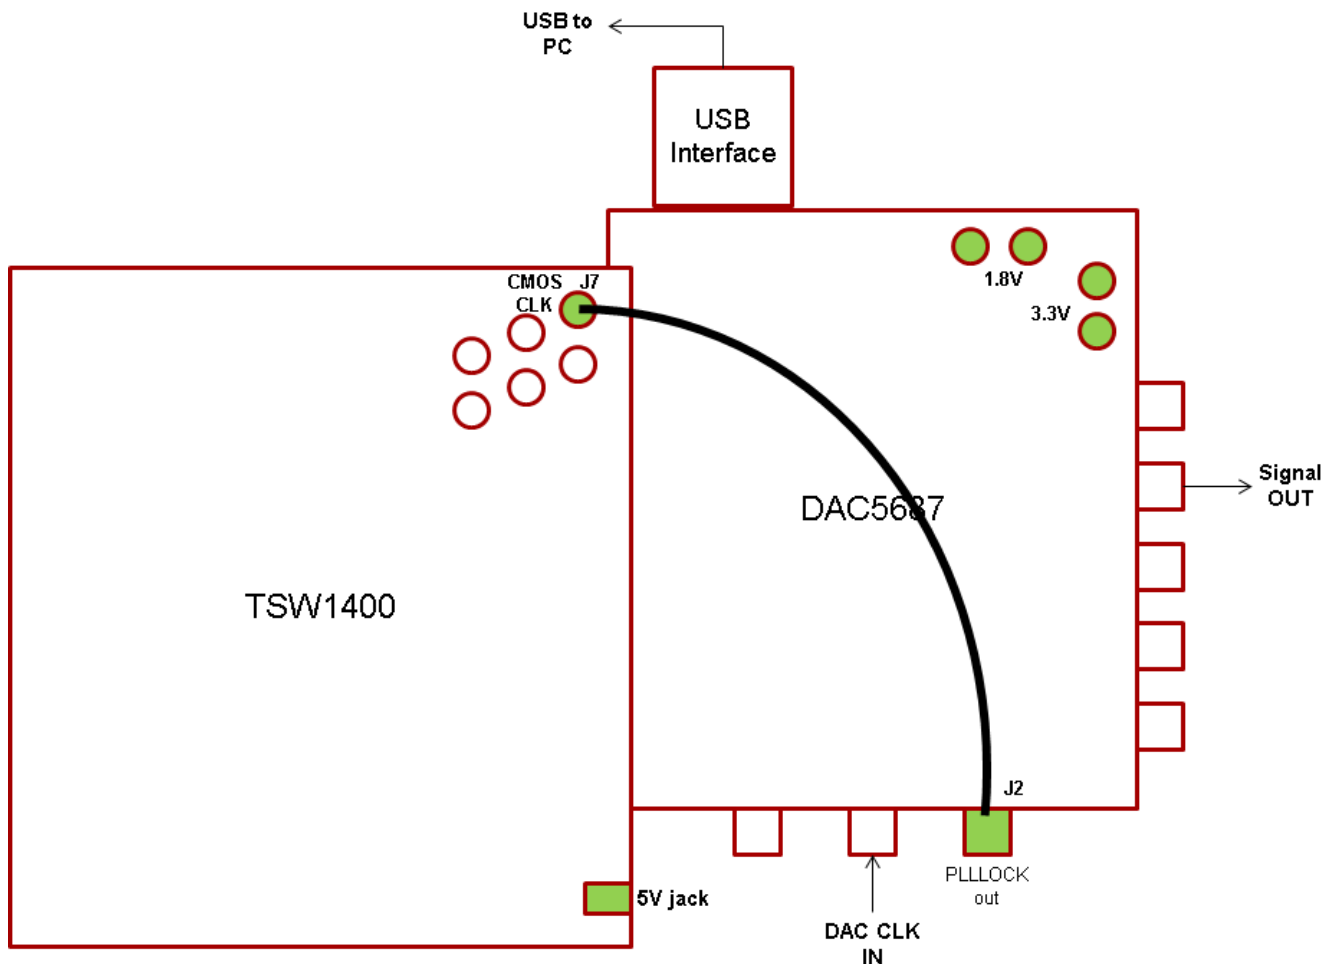 USB to
PC
USB
Interface
1.8V
3.3V
CMOS
CLK
J7
Signal
OUT
DAC5687
TSW1400
J2
PLLLOCK
out
5V jack
DAC CLK
IN